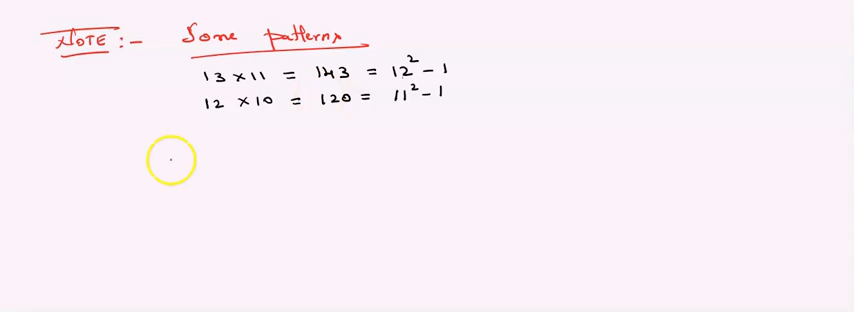 NOTE :- Some patterns
13 × 11 = 143 = 12² - 1
12 × 10 = 120 = 11² - 1